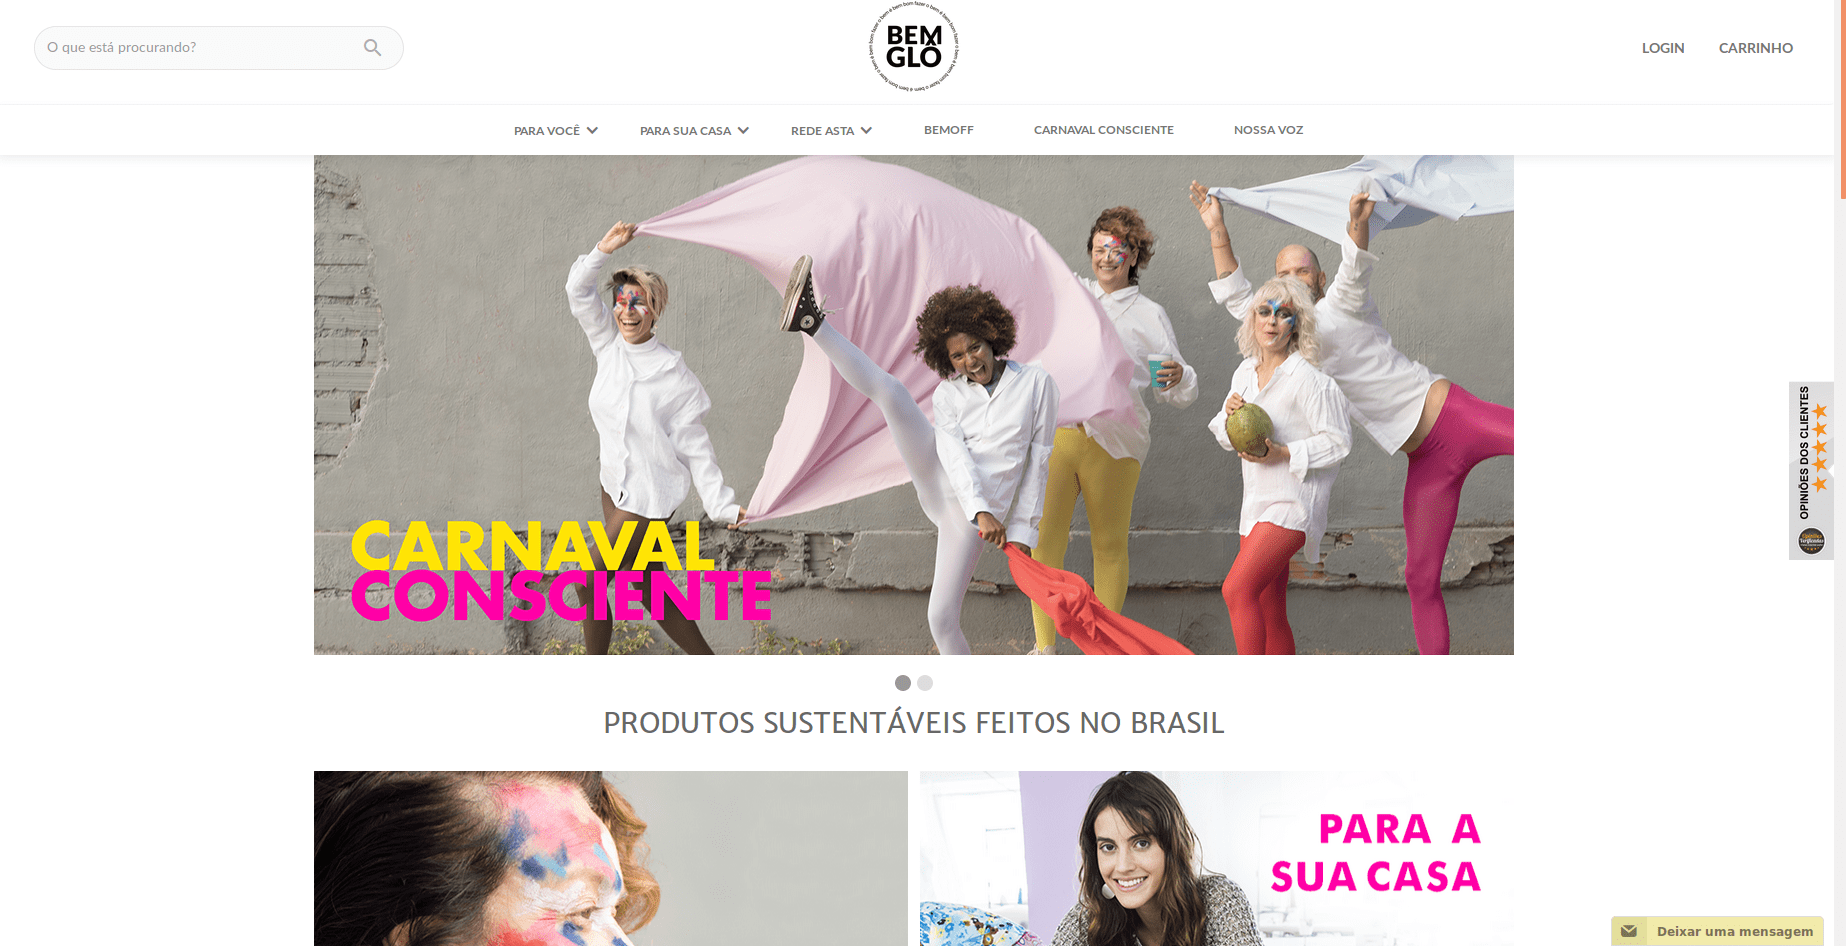 O que está procurando?
BEM
GLÔ
LOGIN
CARRINHO
PARA VOCÊ
PARA SUA CASA
REDE ASTA
BEMOFF
CARNAVAL CONSCIENTE
NOSSA VOZ
CARNAVAL
CONSCIENTE
OPINIÕES DOS CLIENTES
PRODUTOS SUSTENTÁVEIS FEITOS NO BRASIL
PARA A
SUA CASA
Deixar uma mensagem